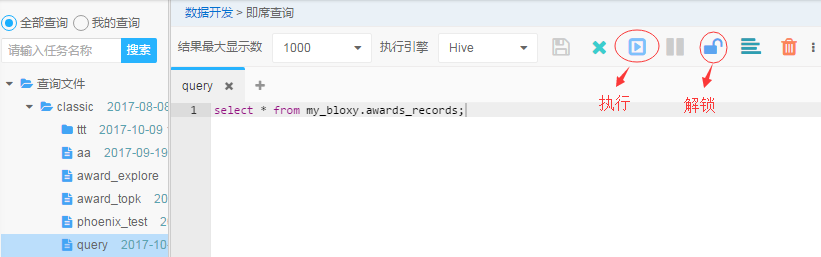 数据开发 > 即席查询
全部查询 我的查询
请输入任务名称 搜索
结果最大显示数 1000 执行引擎 Hive
查询文件
classic 2017-08-08
ttt 2017-10-09
aa 2017-09-19
award_explore
award_topk 20
phoenix_test 20
query 2017-10-
query
1 select * from my_bloxy.awards_records;
执行
解锁